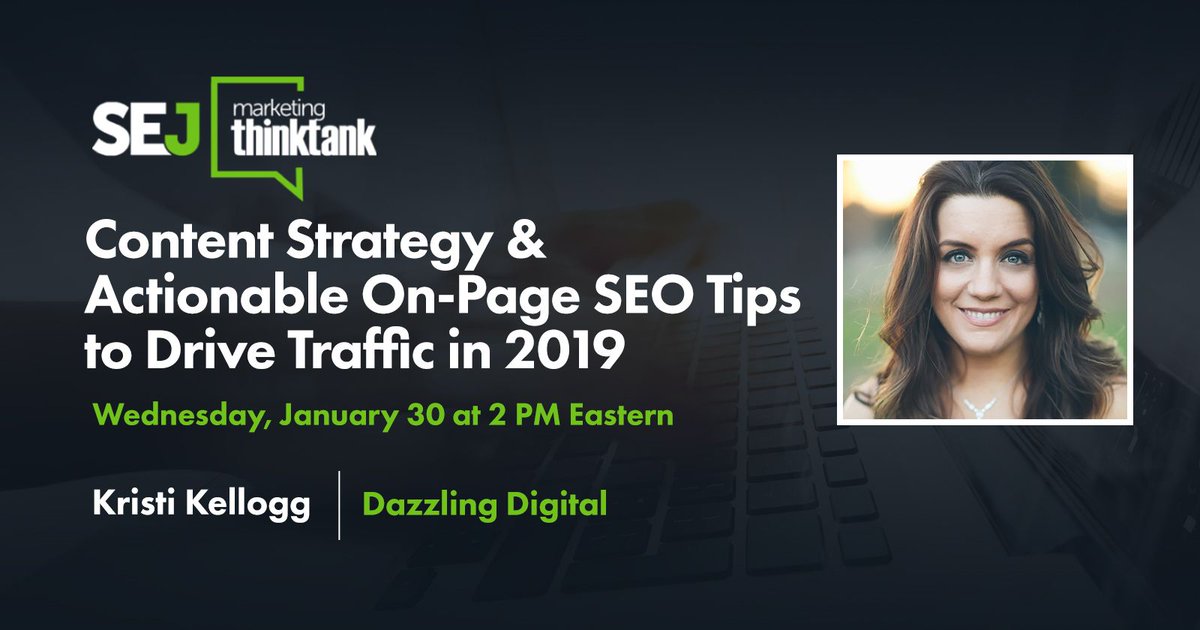 SEJ
marketing
thinktank
Content Strategy &
Actionable On-Page SEO Tips
to Drive Traffic in 2019
Wednesday, January 30 at 2 PM Eastern
Kristi Kellogg
Dazzling Digital